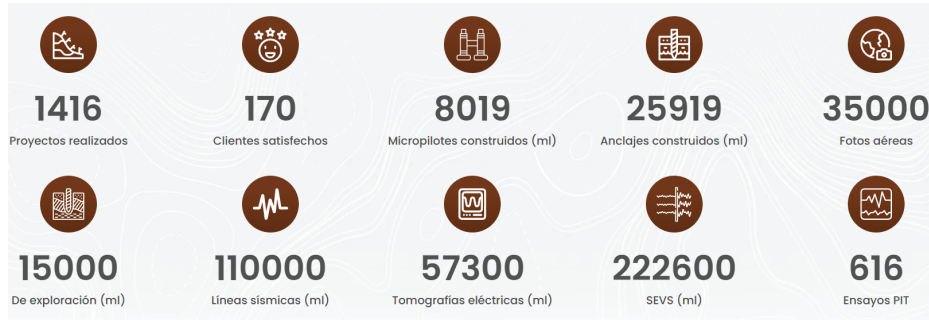 1416
Proyectos realizados
170
Clientes satisfechos
8019
Micropilotes construidos (ml)
25919
Anclajes construidos (ml)
35000
Fotos aéreas
15000
De exploración (ml)
110000
Líneas sísmicas (ml)
57300
Tomografías eléctricas (ml)
222600
SEVS (ml)
616
Ensayos PIT